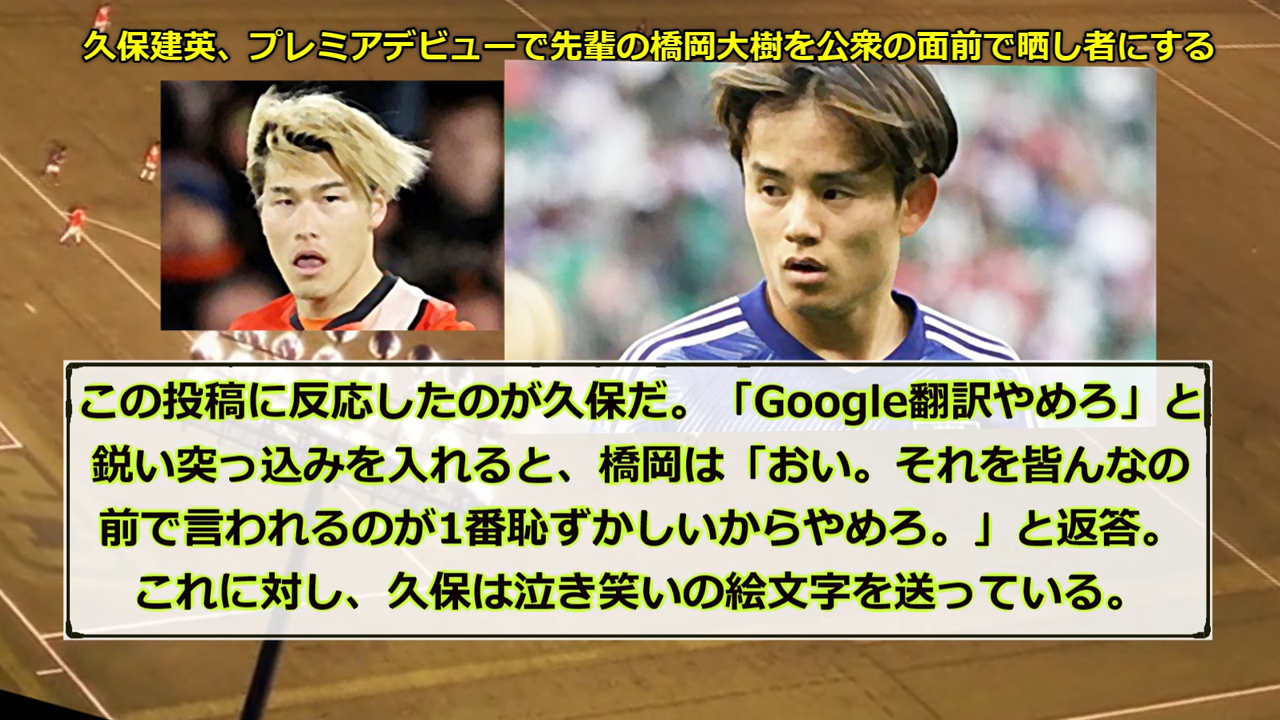 久保建英、プレミアデビューで先輩の橋岡大樹を公衆の面前で晒し者にする
この投稿に反応したのが久保だ。「Google翻訳やめろ」と
鋭い突っ込みを入れると、橋岡は「おい。それを皆んなの
前で言われるのが1番恥ずかしいからやめろ。」と返答。
これに対し、久保は泣き笑いの絵文字を送っている。